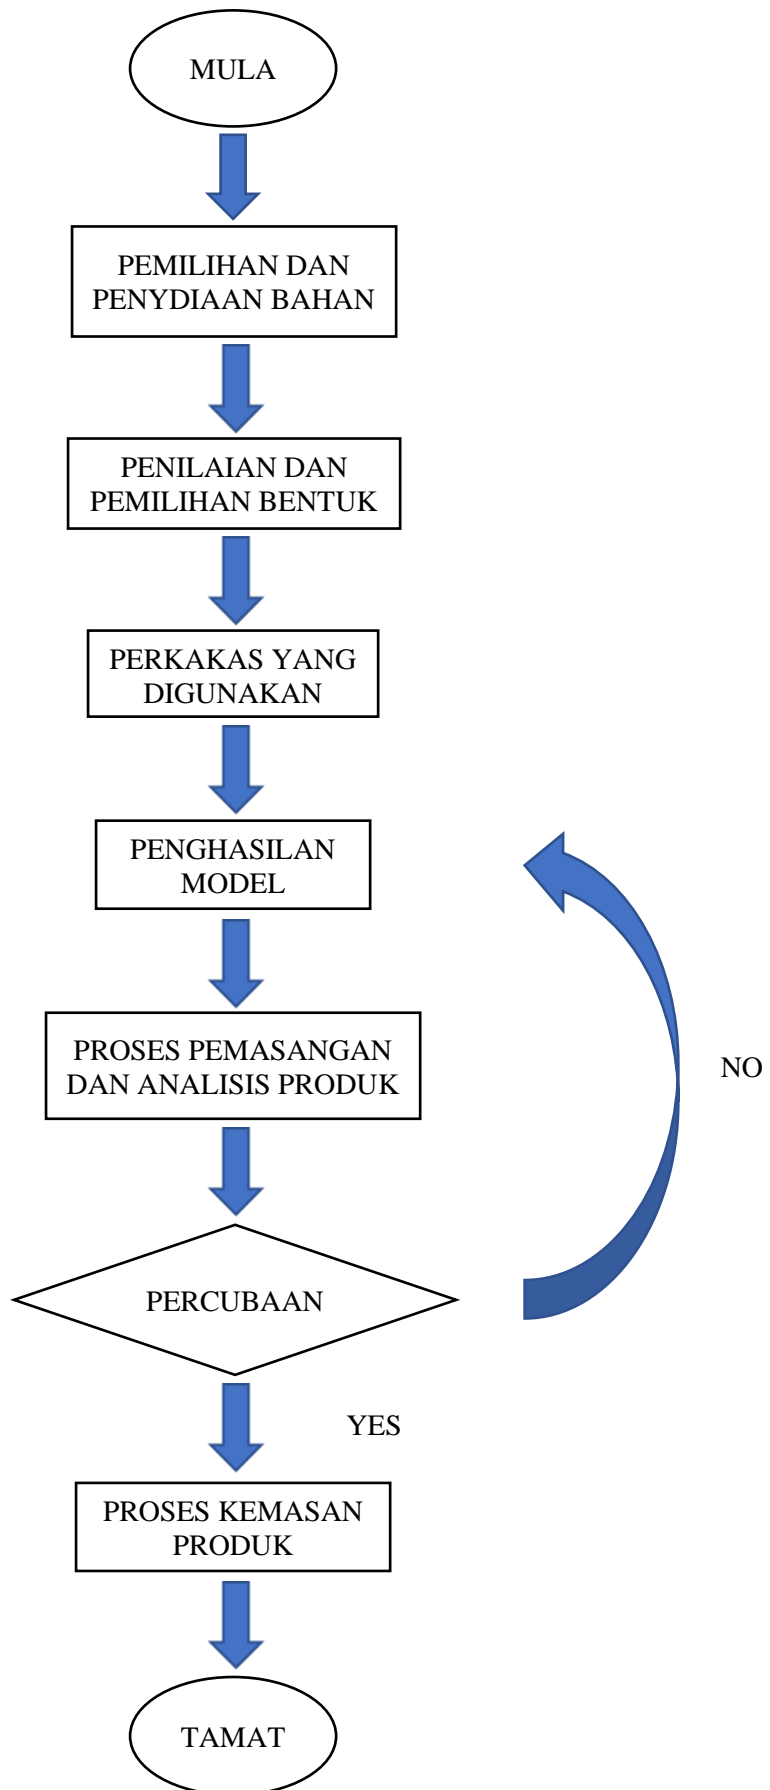 MULA
PEMILIHAN DAN
PENYDIAAN BAHAN
PENILAIAN DAN
PEMILIHAN BENTUK
PERKAKAS YANG
DIGUNAKAN
PENGHASILAN
MODEL
PROSES PEMASANGAN
DAN ANALISIS PRODUK
NO
PERCUBAAN
YES
PROSES KEMASAN
PRODUK
TAMAT